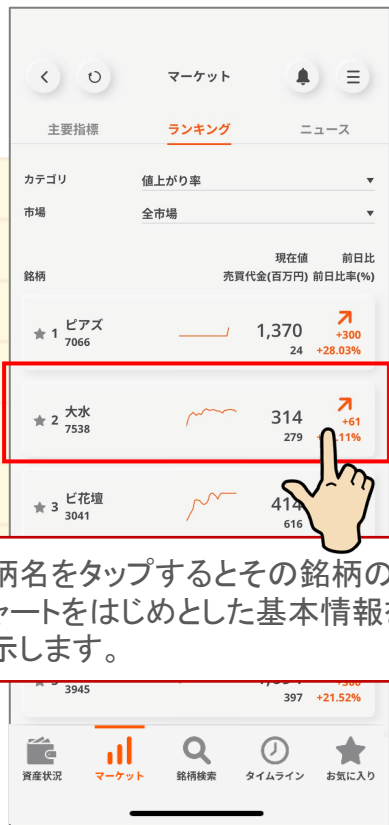 マーケット
主要指標 ランキング ニュース
カテゴリ 値上がり率
市場 全市場
現在値 前日比
銘柄 売買代金(百万円) 前日比率(%)
1 ピアズ 1,370 +300
7066 24 +28.03%
2 大水 314 +61
7538 279 .11%
3 ビ花壇 414
3041 616
柄名をタップするとその銘柄の
ャートをはじめとした基本情報を
示します。
3945 397 +21.52%
資産状況 マーケット 銘柄検索 タイムライン お気に入り